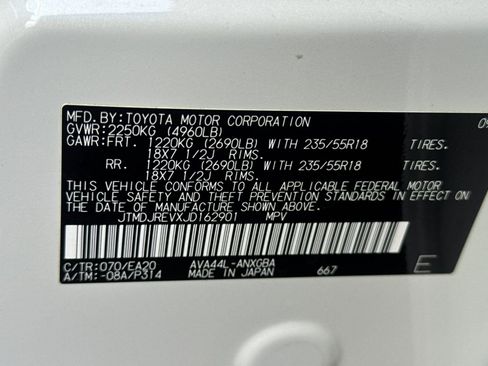 MFD.BY:TOYOTA MOTOR CORPORATION 09
GVWR:2250KG (4960LB)
GAWR:FRT. 1220KG (2690LB) WITH 235/55R18 TIRES.
18X7 1/2J RIMS.
RR. 1220KG (2690LB) WITH 235/55R18 TIRES.
18X7 1/2J RIMS.
THIS VEHICLE CONFORMS TO ALL APPLICABLE FEDERAL MOTOR
VEHICLE SAFETY AND THEFT PREVENTION STANDARDS IN EFFECT ON
THE DATE OF MANUFACTURE SHOWN ABOVE.
JTMDJREVXJD162901 MPV
C/TR:070/EA20 AVA44L-ANXGBA
A/TM:-08A/P314 MADE IN JAPAN 667 E